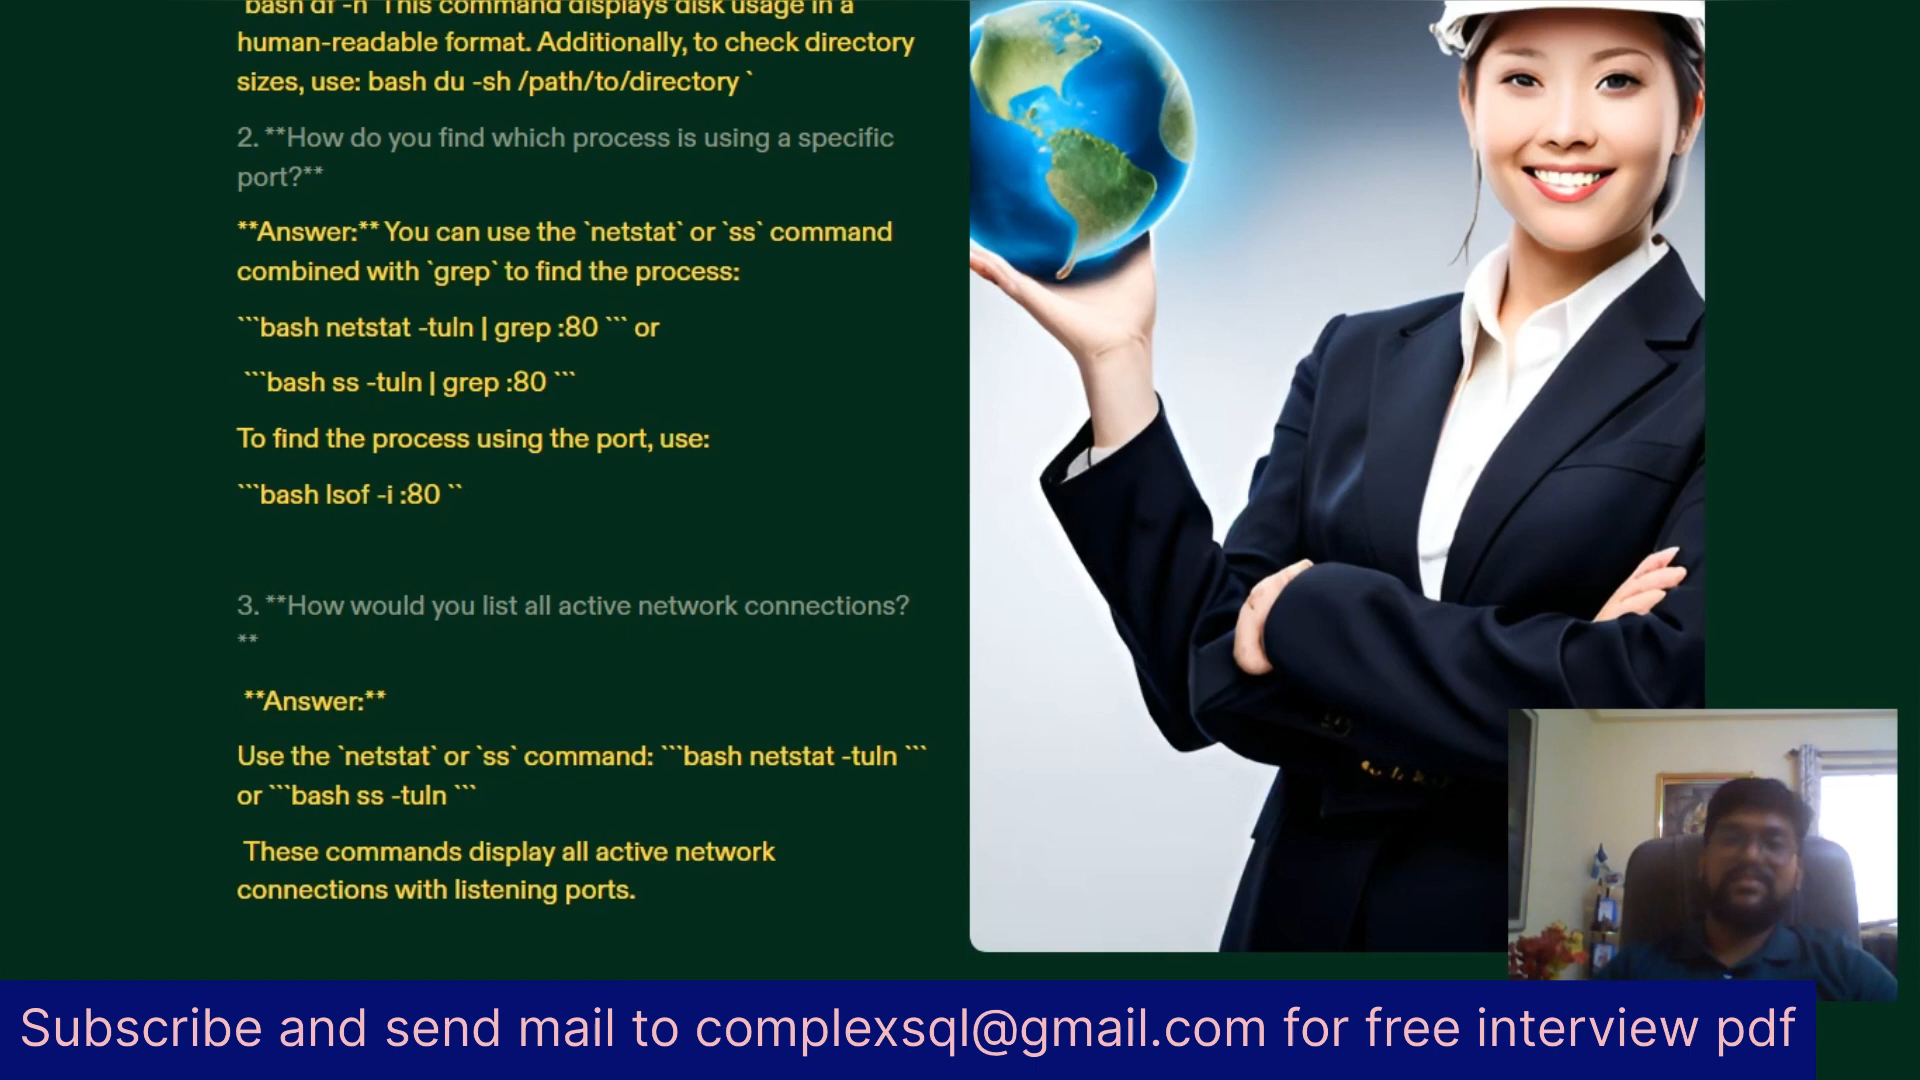 `bash df -h` This command displays disk usage in a
human-readable format. Additionally, to check directory
sizes, use: bash du -sh /path/to/directory `
2. **How do you find which process is using a specific
port?**
**Answer:** You can use the `netstat` or `ss` command
combined with `grep` to find the process:
```bash netstat -tuln | grep :80 ``` or
```bash ss -tuln | grep :80 ```
To find the process using the port, use:
```bash lsof -i :80 ``
3. **How would you list all active network connections?
**
**Answer:**
Use the `netstat` or `ss` command: ```bash netstat -tuln ```
or ```bash ss -tuln ```
These commands display all active network
connections with listening ports.
Subscribe and send mail to complexsql@gmail.com for free interview pdf